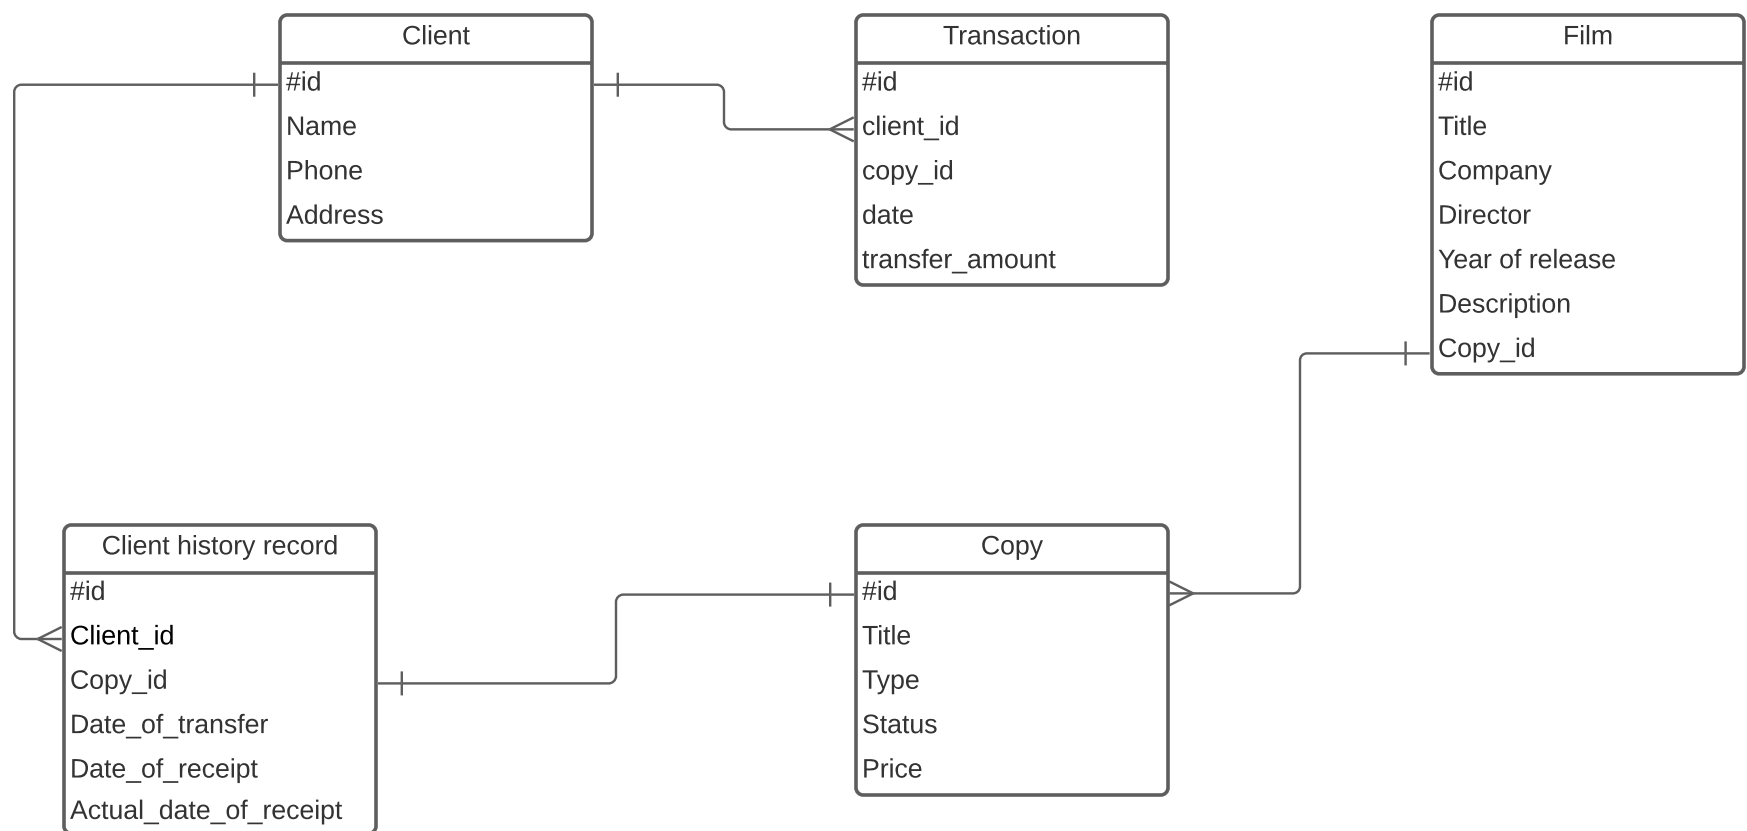 Client
#id
Name
Phone
Address
Transaction
#id
client_id
copy_id
date
transfer_amount
Film
#id
Title
Company
Director
Year of release
Description
Copy_id
Client history record
#id
Client_id
Copy_id
Date_of_transfer
Date_of_receipt
Actual_date_of_receipt
Copy
#id
Title
Type
Status
Price